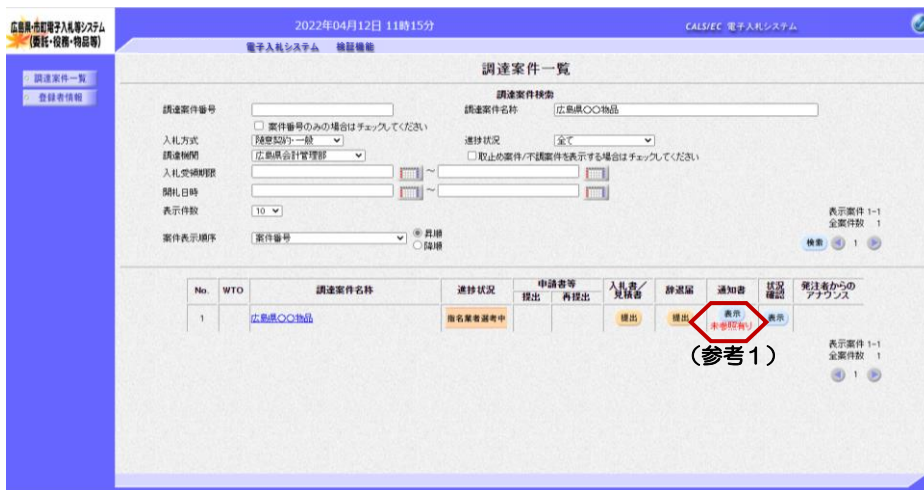 広島県・市町電子入札等システム
(委託・役務・物品等)
2022年04月12日 11時15分
CALS/EC 電子入札システム
電子入札システム 検証機能
調達案件一覧
登録者情報
調達案件一覧
調達案件検索
調達案件番号
調達案件名称 広島県〇〇物品
案件番号のみの場合はチェックしてください
入札方式 随意契約-一般
進捗状況 全て
調達機関 広島県会計管理部
取止め案件/不調案件を表示する場合はチェックしてください
入札受領期限 ~
開札日時 ~
表示件数 10
表示案件 1-1
全案件数 1
案件表示順序 案件番号 昇順
降順
検索 1
No. WTO 調達案件名称 進捗状況 申請書等 入札書/見積書 辞退届 通知書 状況確認 発注者からのアナウンス
提出 再提出
1 広島県〇〇物品 指名業者選考中 提出 提出 表示 表示
未参照有り
(参考1)
表示案件 1-1
全案件数 1
1